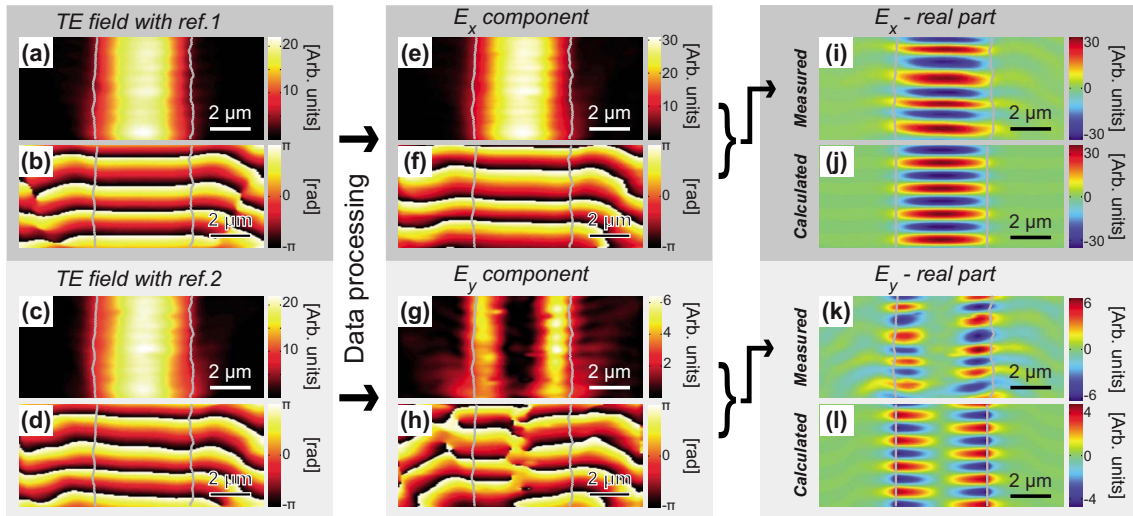 TE field with ref.1
(a)
2 μm
20
10
[Arb. units]
(b)
2 μm
π
0
-π
[rad]
TE field with ref.2
(c)
2 μm
20
10
[Arb. units]
(d)
2 μm
π
0
-π
[rad]
Data processing
Ex component
(e)
2 μm
30
20
10
[Arb. units]
(f)
2 μm
π
0
-π
[rad]
Ey component
(g)
2 μm
6
4
2
[Arb. units]
(h)
2 μm
π
0
-π
[rad]
}
}
Ex - real part
Measured
(i)
2 μm
30
0
-30
[Arb. units]
Calculated
(j)
2 μm
30
0
-30
[Arb. units]
Ey - real part
Measured
(k)
2 μm
6
0
-6
[Arb. units]
Calculated
(l)
2 μm
4
0
-4
[Arb. units]